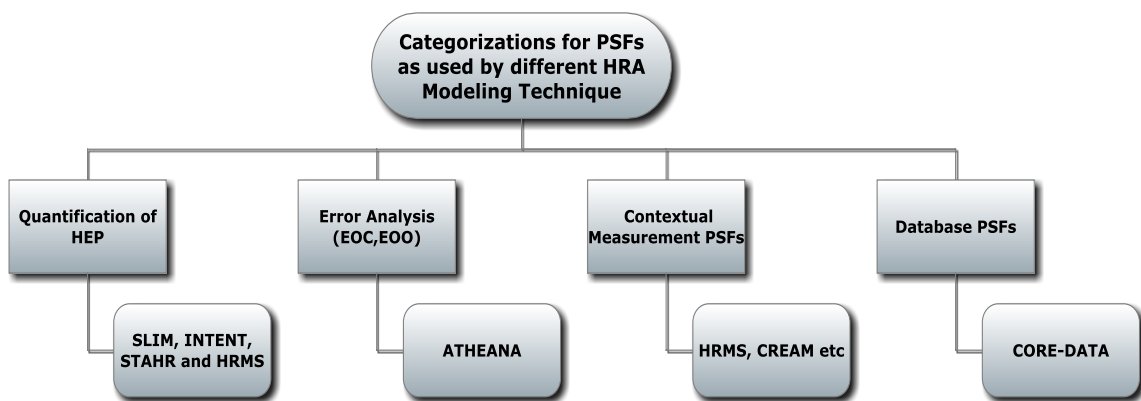 Categorizations for PSFs
as used by different HRA
Modeling Technique
Quantification of
HEP
Error Analysis
(EOC,EOO)
Contextual
Measurement PSFs
Database PSFs
SLIM, INTENT,
STAHR and HRMS
ATHEANA
HRMS, CREAM etc
CORE-DATA